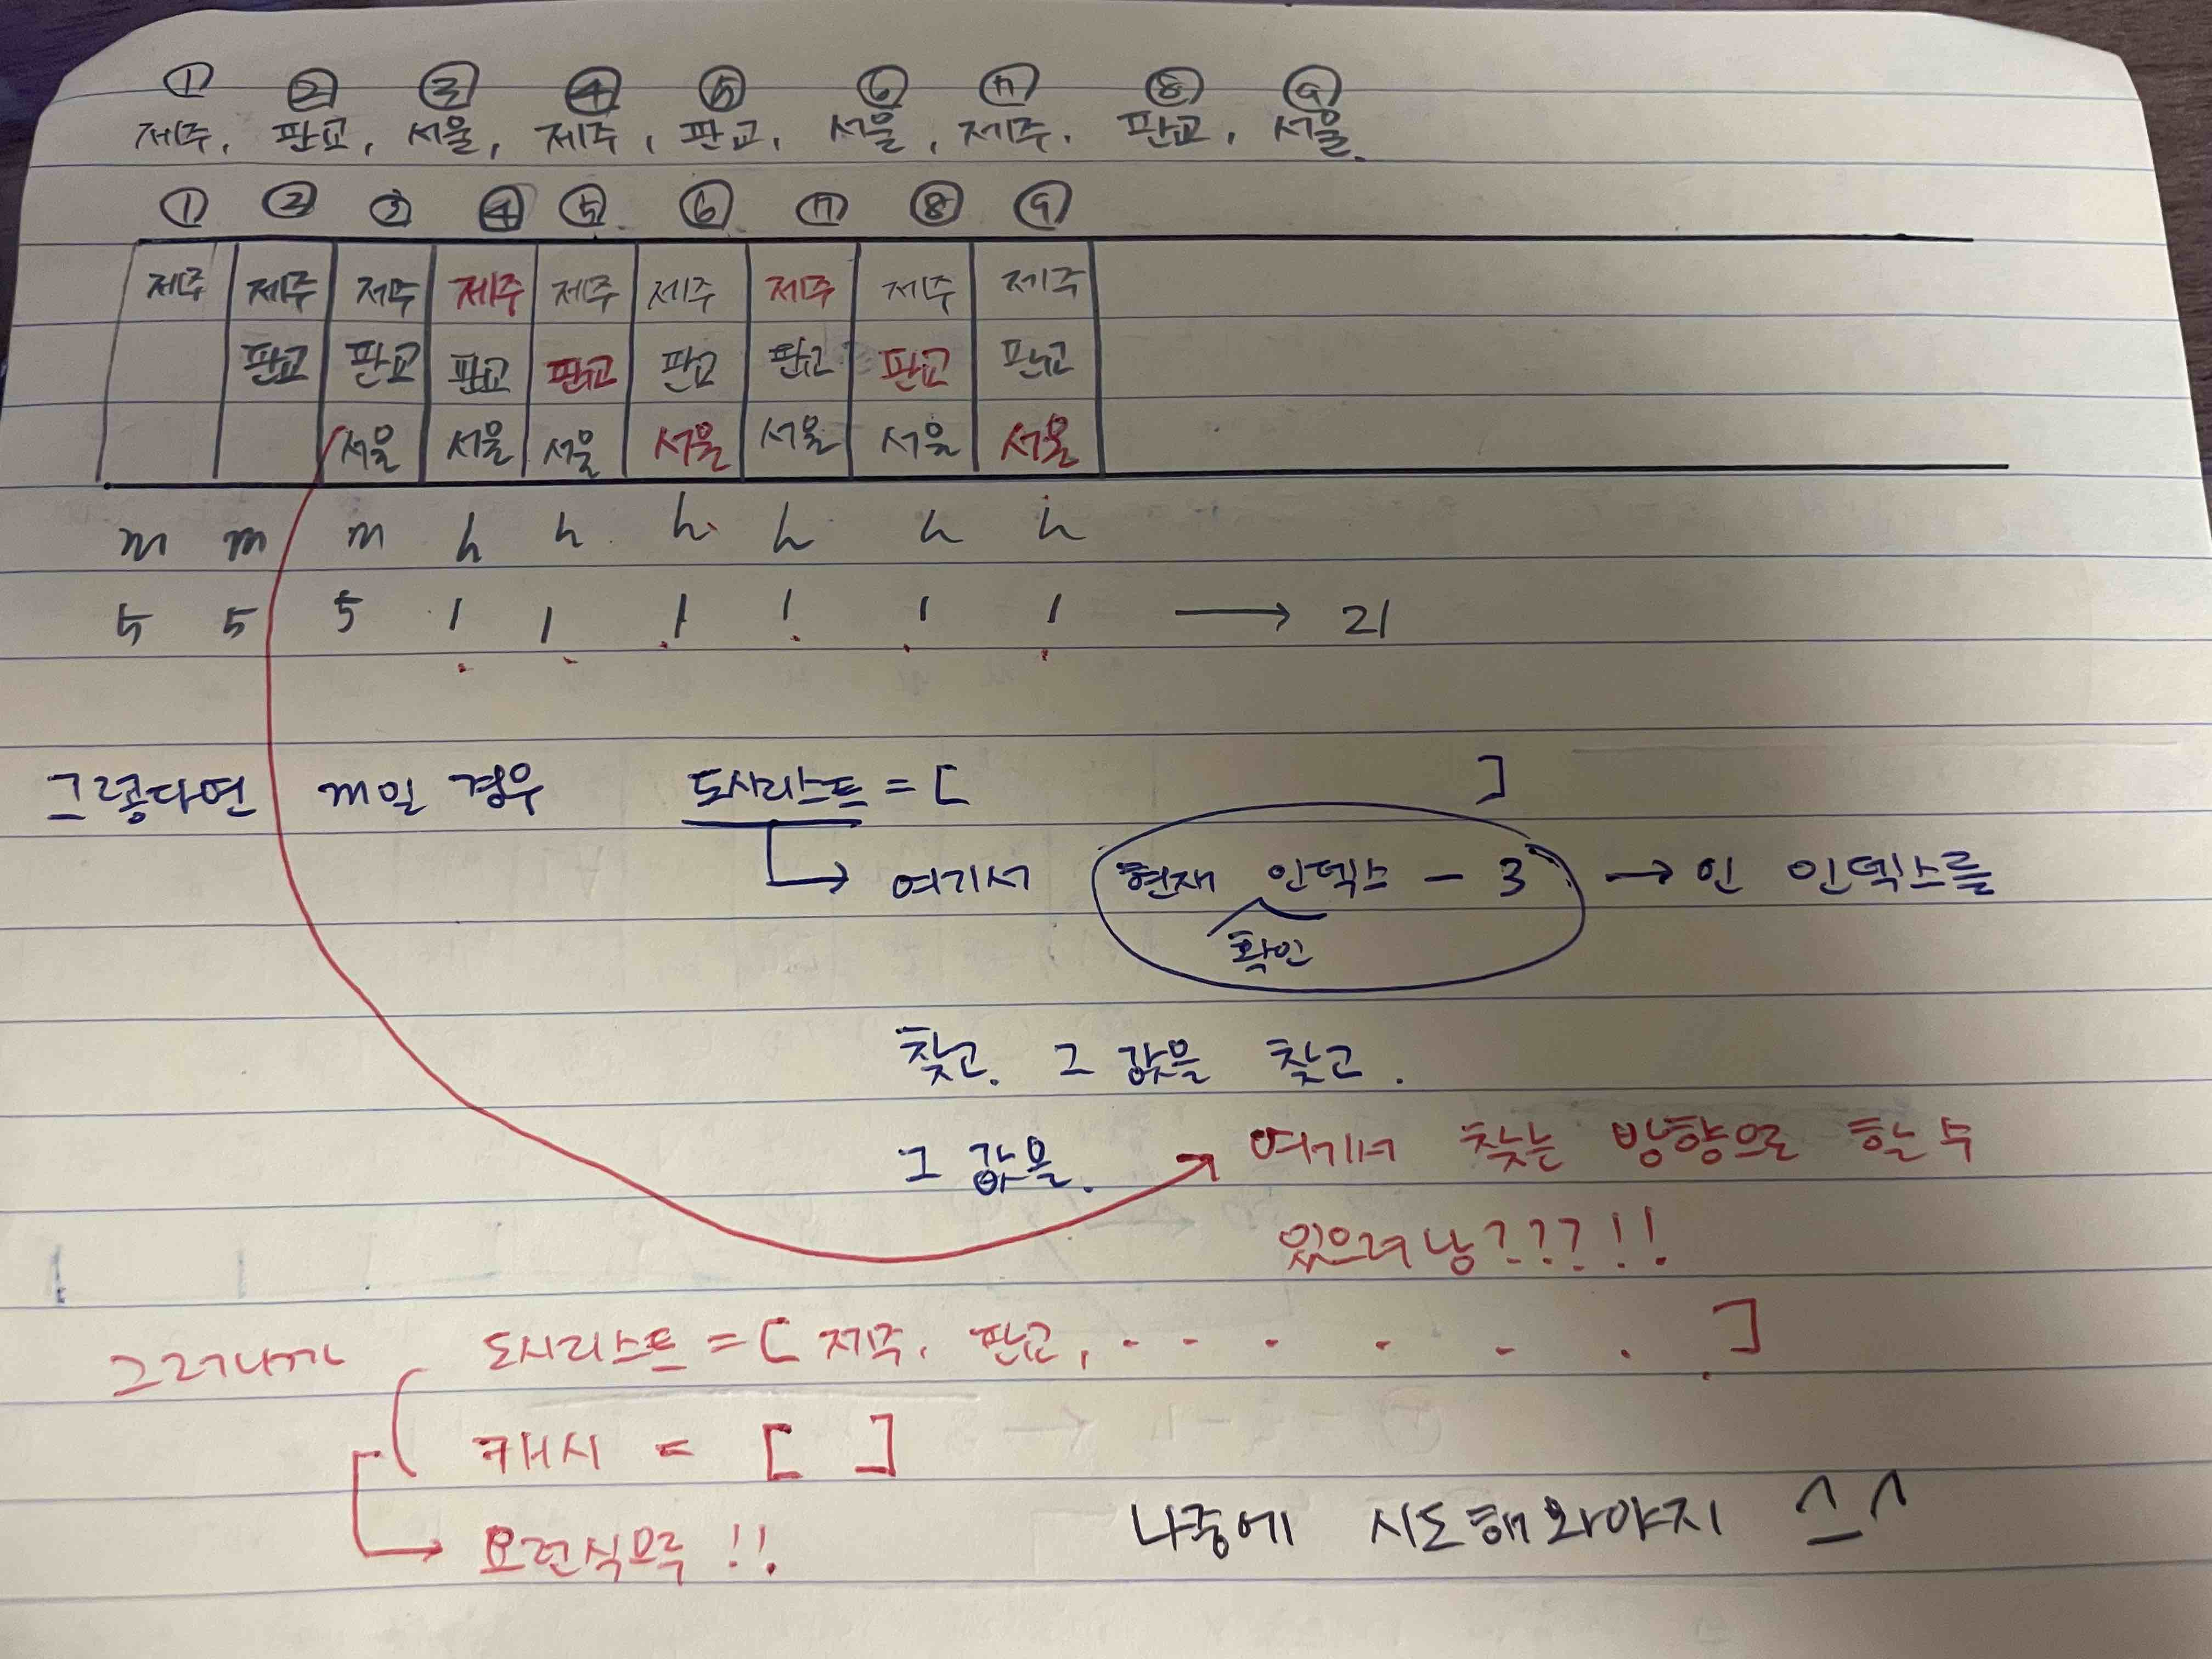 ① ② ③ ④ ⑤ ⑥ ⑦ ⑧ ⑨
제주, 판교, 서울, 제주, 판교, 서울, 제주, 판교, 서울.
① ② ③ ④ ⑤ ⑥ ⑦ ⑧ ⑨
제주 제주 제주 제주 제주 제주 제주 제주 제주
판교 판교 판교 판교 판교 판교 판교 판교
서울 서울 서울 서울 서울 서울 서울
m m m h h h h h h
5 5 5 1 1 1 1 1 1 → 21
그렇다면 m일 경우 도시리스트 = [ ]
→ 여기서 현재 인덱스 - 3 → 인 인덱스를
확인
찾고. 그 값을 찾고.
그 값을. → 여기서 찾는 방향으로 할 수
있으려낭???!!
그러니까 도시리스트 = [ 제주, 판교, . . . . . . ]
캐시 = [ ]
→ 요런식으루 !!
나중에 시도해와야지 ^_^